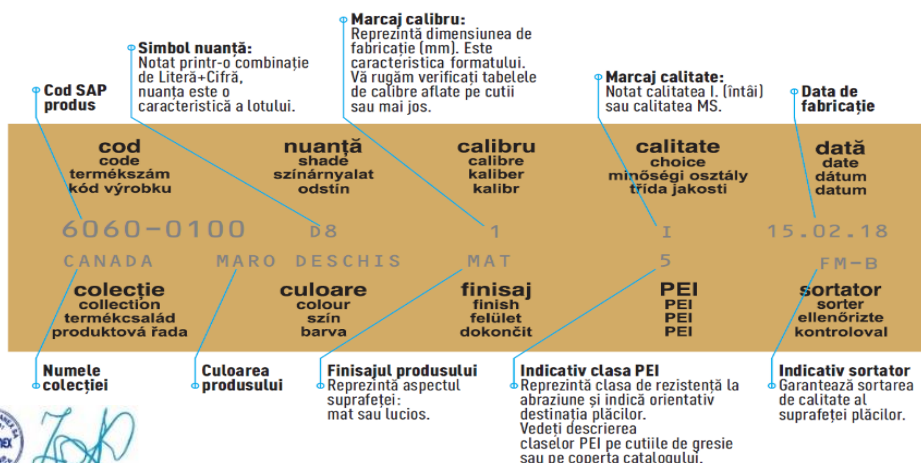 Marcaj calibru:
Reprezintă dimensiunea de
fabricație (mm). Este
caracteristica formatului.
Vă rugăm verificați tabelele
de calibre aflate pe cutii
sau mai jos.
Simbol nuanță:
Notat printr-o combinație
de Literă+Cifră,
nuanța este o
caracteristică a lotului.
Cod SAP
produs
Marcaj calitate:
Notat calitatea I. (întâi)
sau calitatea MS.
Data de
fabricație
cod nuanță calibru calitate dată
code shade calibre choice date
termékszám színárnyalat kaliber minőségi osztály dátum
kód výrobku odstín kalibr třída jakosti datum
6060-0100 D8 1 I 15.02.18
CANADA MARO DESCHIS MAT 5 FM-B
colecție culoare finisaj PEI sortator
collection colour finish PEI sorter
termékcsalád szín felület PEI ellenőrizte
produktová řada barva dokončit PEI kontroloval
Numele
colecției
Culoarea
produsului
Finisajul produsului
Reprezintă aspectul
suprafeței:
mat sau lucios.
Indicativ clasa PEI
Reprezintă clasa de rezistență la
abraziune și indică orientativ
destinația plăcilor.
Vedeți descrierea
claselor PEI pe cutiile de gresie
sau pe coperta catalogului.
Indicativ sortator
Garantează sortarea
de calitate al
suprafeței plăcilor.